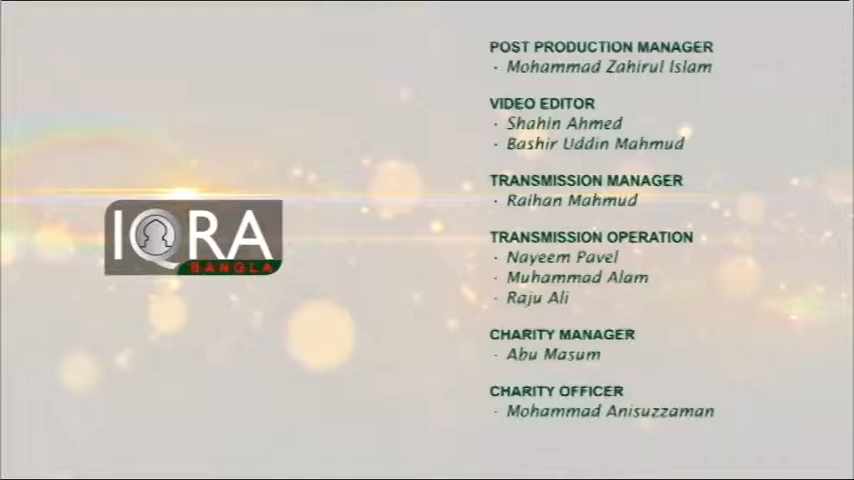 IQRA
BANGLA
POST PRODUCTION MANAGER
- Mohammad Zahirul Islam
VIDEO EDITOR
- Shahin Ahmed
- Bashir Uddin Mahmud
TRANSMISSION MANAGER
- Raihan Mahmud
TRANSMISSION OPERATION
- Nayeem Pavel
- Muhammad Alam
- Raju Ali
CHARITY MANAGER
- Abu Masum
CHARITY OFFICER
- Mohammad Anisuzzaman